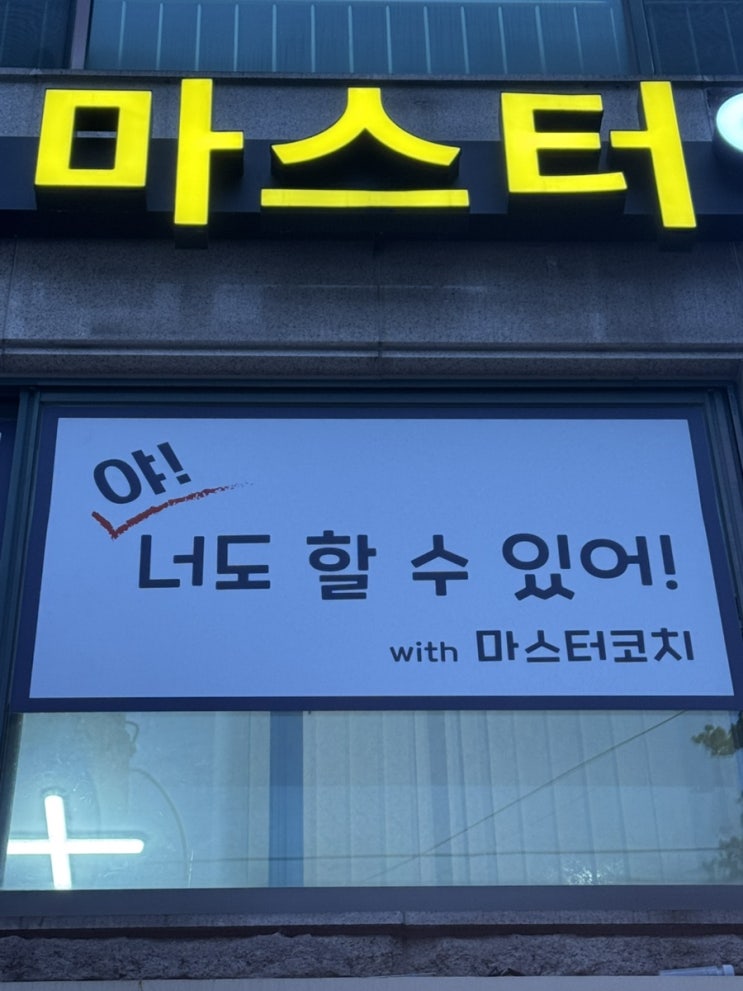 마스터
야!
너도 할 수 있어!
with 마스터코치